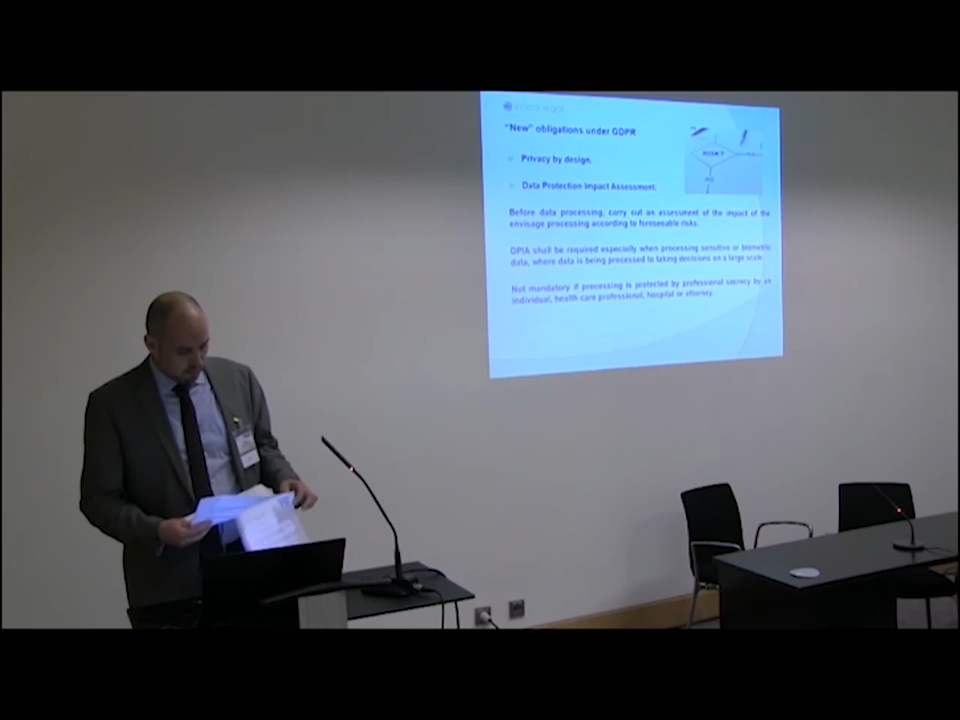 "New" obligations under GDPR
RISK?
NO
Privacy by design.
Data Protection Impact Assessment:
Before data processing, carry out an assessment of the impact of the
envisage processing according to foreseeable risks.
DPIA shall be required especially when processing sensitive or biometric
data, where data is being processed to taking decisions on a large scale.
Not mandatory if processing is protected by professional secrecy by an
individual, health care professional, hospital or attorney.